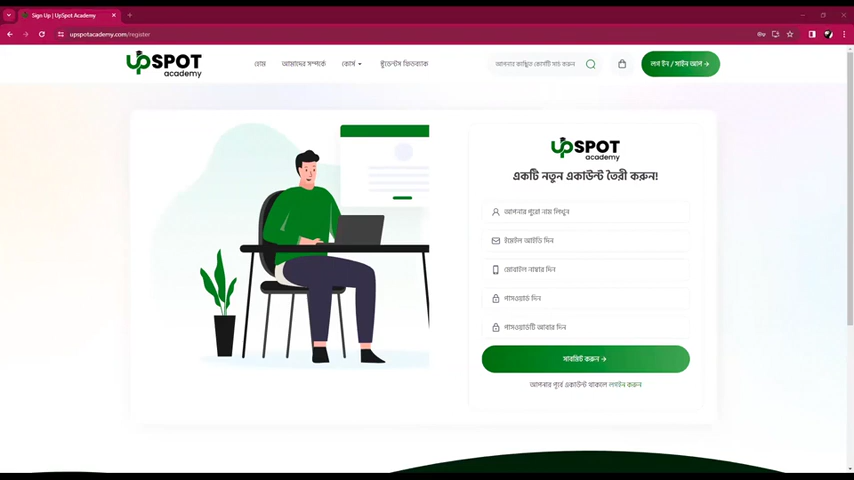 Sign Up | UpSpot Academy
upspotacademy.com/register
UPSPOT
academy
হোম
আমাদের সম্পর্কে
কোর্স
স্টুডেন্টস ফিডব্যাক
আপনার কাঙ্খিত কোর্সটি সার্চ করুন
লগ ইন / সাইন আপ →
UPSPOT
academy
একটি নতুন একাউন্ট তৈরী করুন!
আপনার পুরো নাম লিখুন
ইমেইল আইডি দিন
মোবাইল নাম্বার দিন
পাসওয়ার্ড দিন
পাসওয়ার্ডটি আবার দিন
সাবমিট করুন →
আপনার পূর্বে একাউন্ট থাকলে লগইন করুন